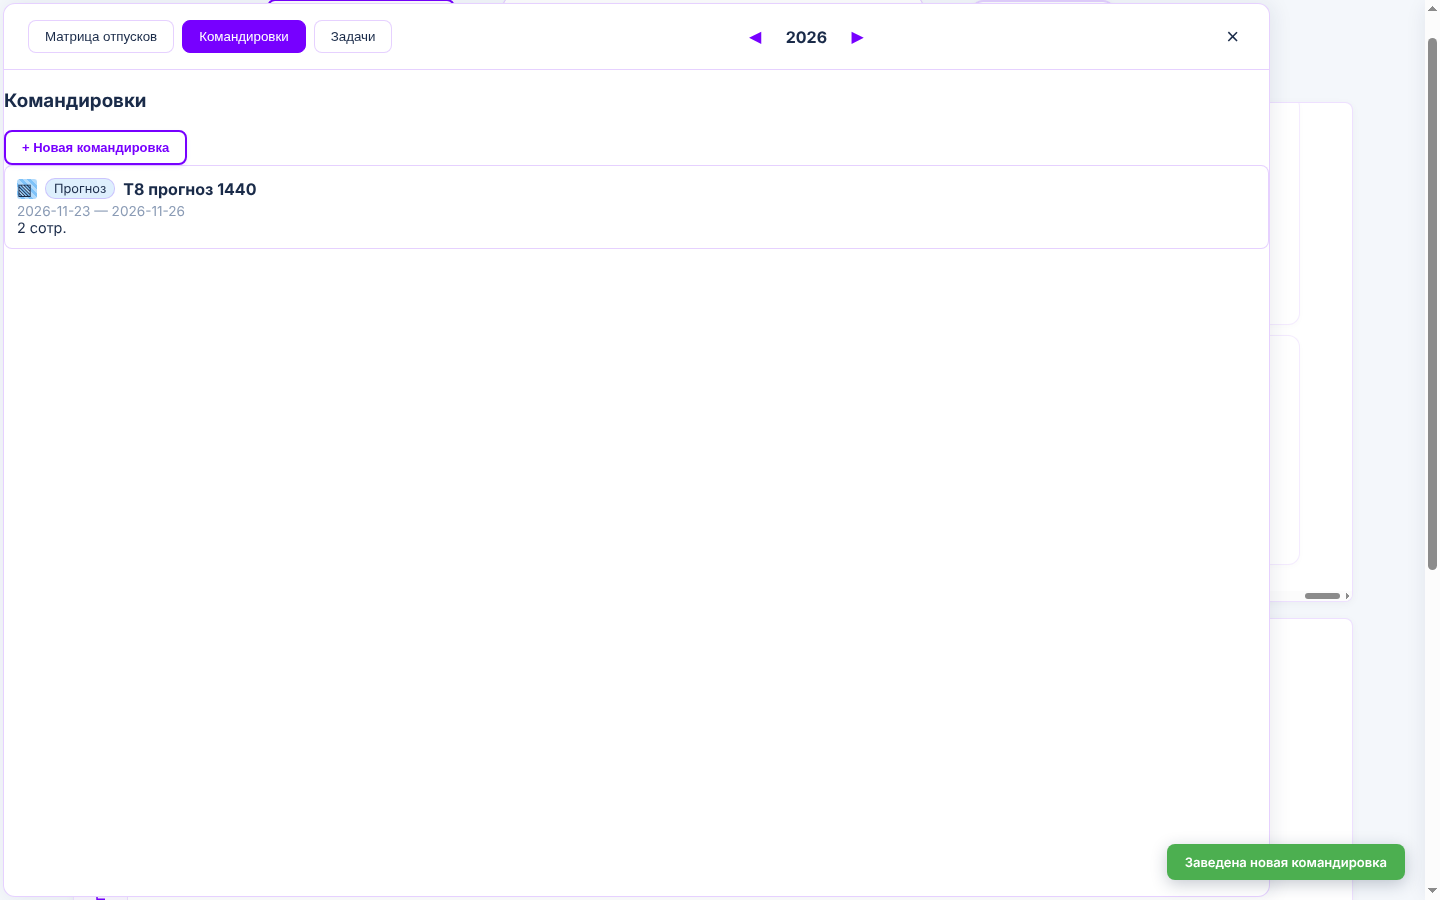 Матрица отпусков
Командировки
Задачи
◀ 2026 ▶
×
Командировки
+ Новая командировка
Прогноз T8 прогноз 1440
2026-11-23 — 2026-11-26
2 сотр.
Заведена новая командировка